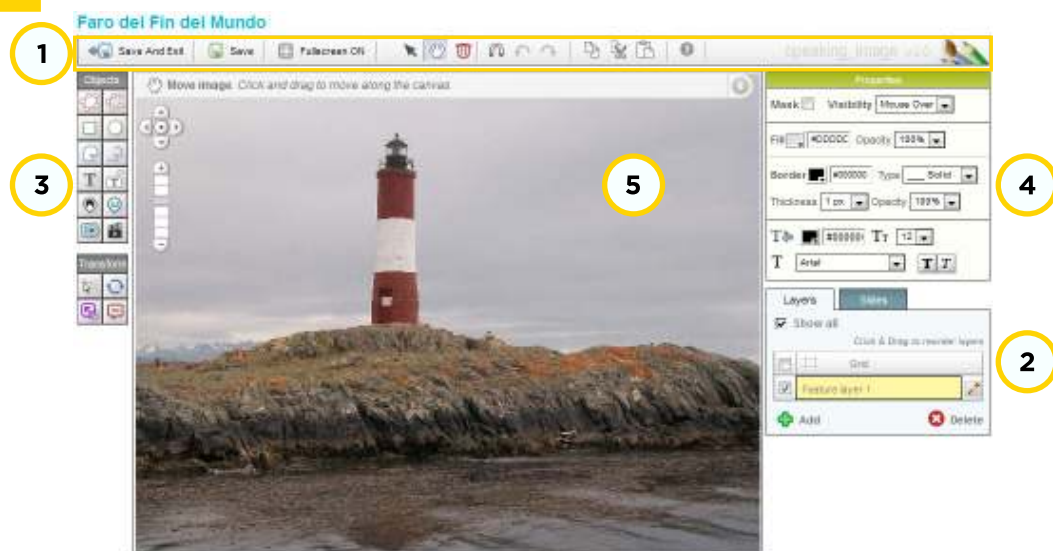 Faro del Fin del Mundo
1
Save And Exit
Save
Fullscreen ON
speaking image
Objects
3
Transform
Move image. Click and drag to move along the canvas
5
Properties
Mask
Visibility
Mouse Over
Fill
Opacity
100%
4
Border
#000000
Type
Solid
Thickness
1 px
Opacity
100%
T
T
12
T
Arial
T
T
Layers
Slides
Show all
Click & Drag to reorder layers
2
Grid
Feature layer 1
Add
Delete